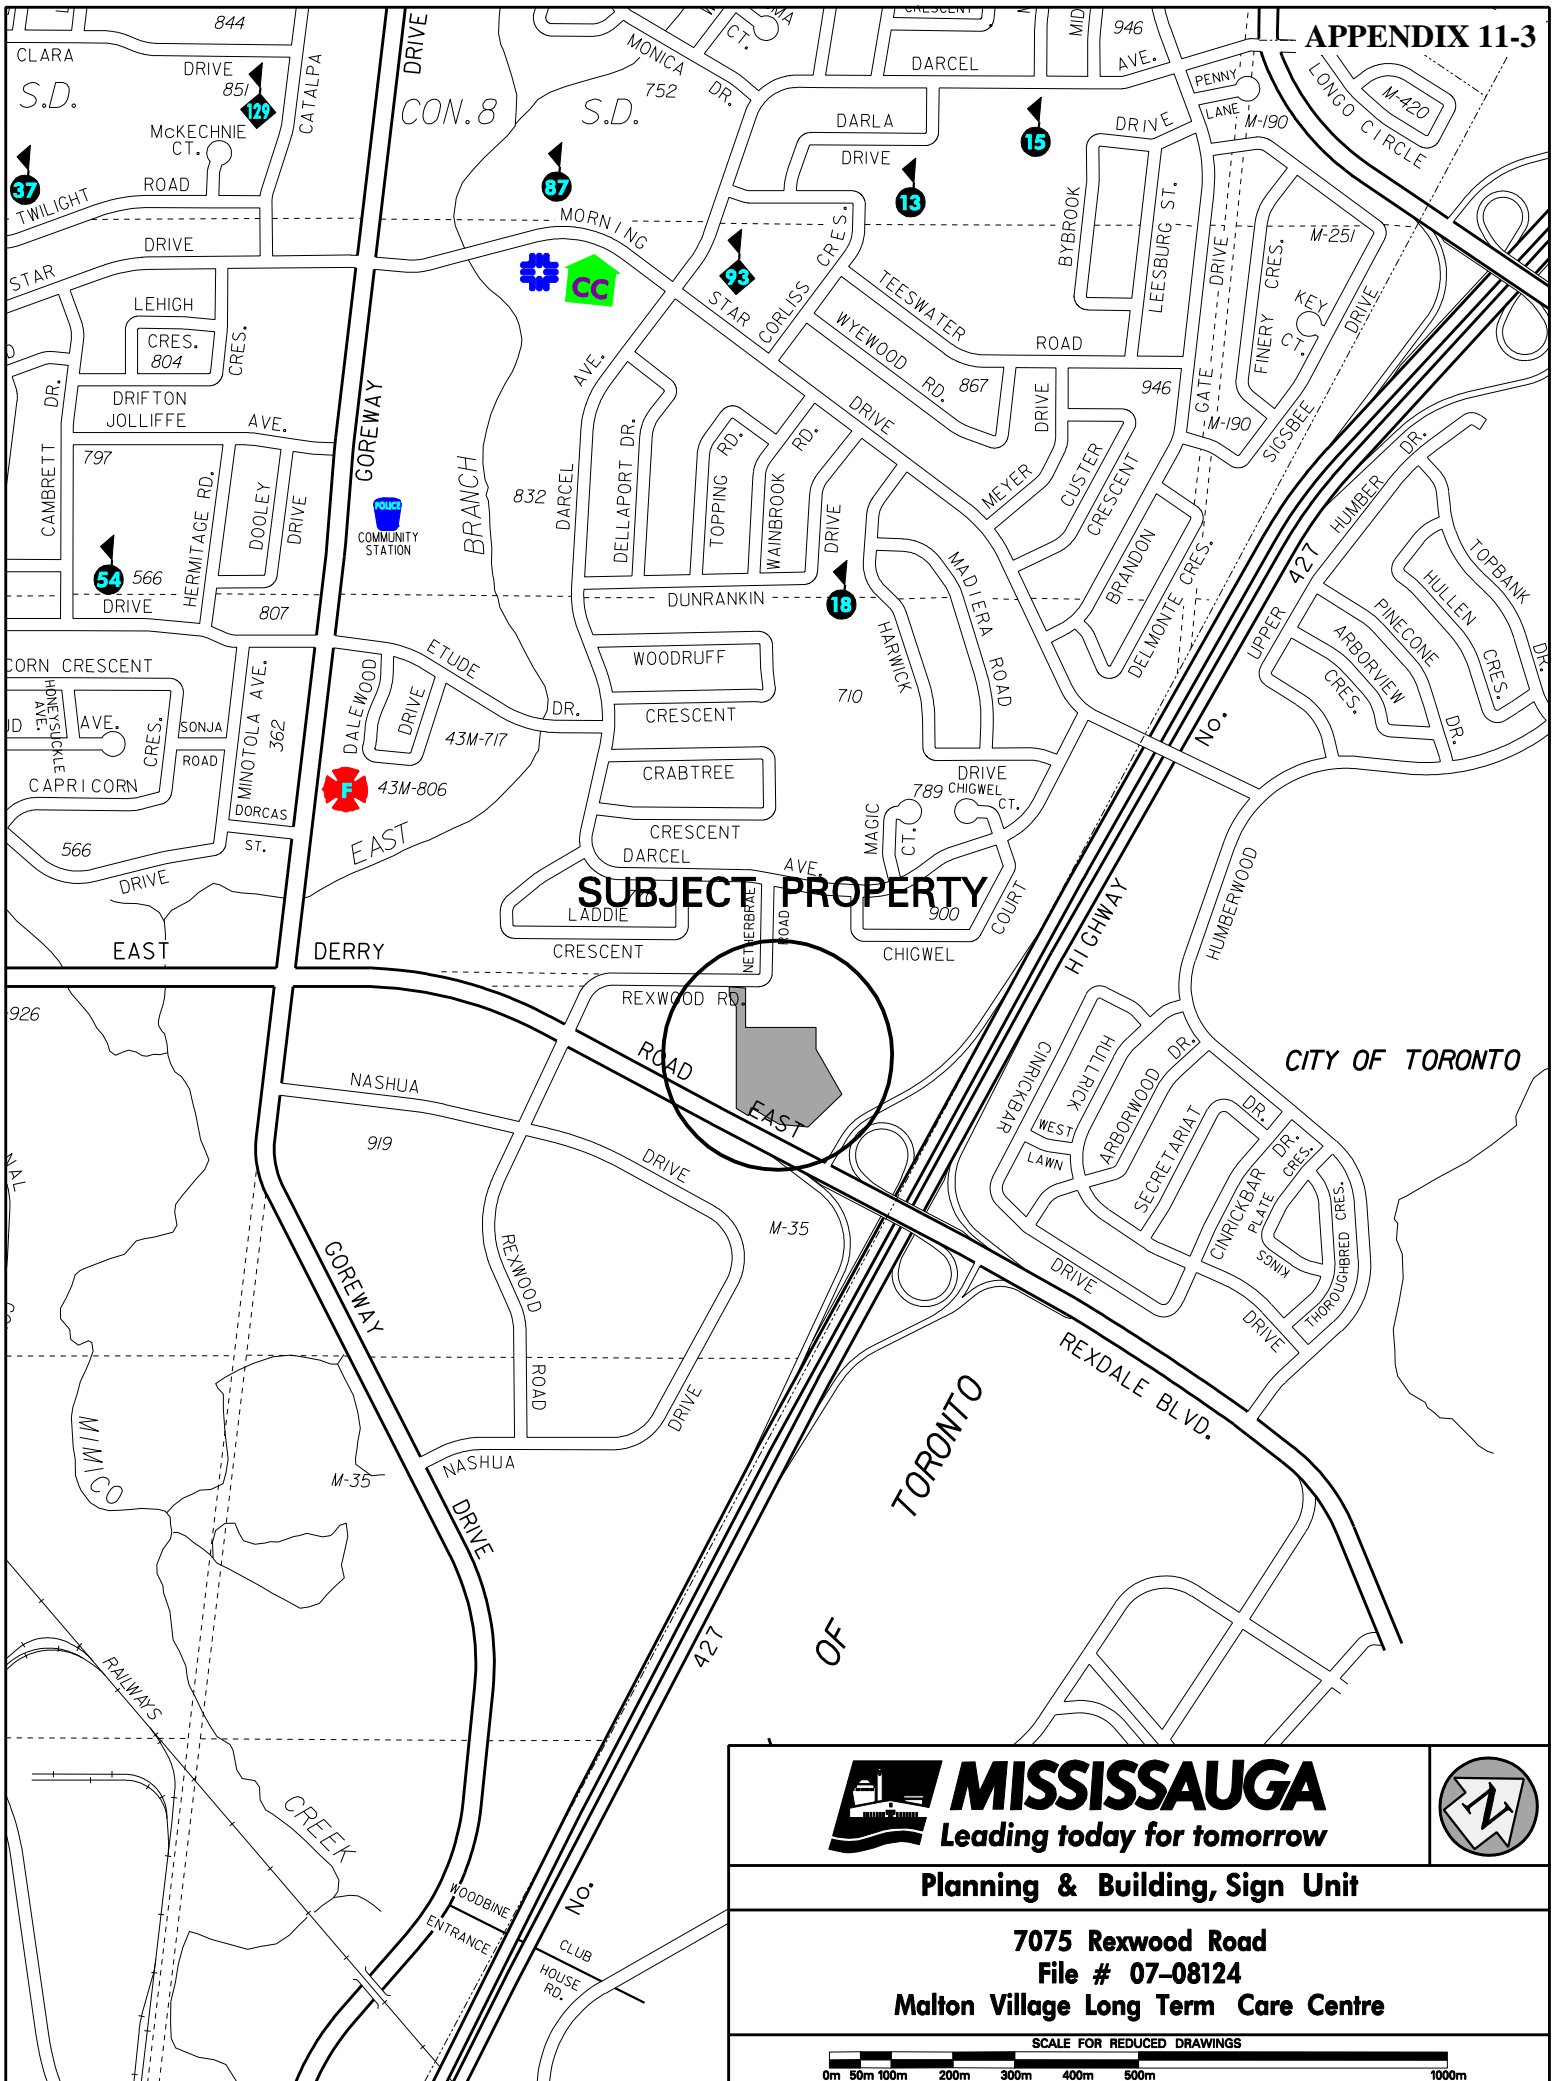 APPENDIX 11-3
844
CLARA
DRIVE
851
S.D.
129
CATALPA
DRIVE
CON.8
S.D.
MONICA
DR.
752
CT.
CRESCENT
DARCEL
AVE.
946
PENNY
LANE
M-190
LONGO CIRCLE
M-420
McKECHNIE
CT.
37
TWILIGHT
ROAD
87
DARLA
DRIVE
15
13
DRIVE
MORNING
DRIVE
STAR
CC
93
STAR
CORLISS
CRES.
BYBROOK
LEESBURG ST.
GATE
DRIVE
FINERY
CRES.
M-251
KEY
CT.
DRIVE
SIGSBEE
LEHIGH
CRES.
804
CRES.
DRIFTON
JOLLIFFE
AVE.
797
CAMBRETT
DR.
HERMITAGE RD.
DOOLEY
DRIVE
GOREWAY
POLICE
COMMUNITY
STATION
BRANCH
832
DARCEL
AVE.
DELLAPORT DR.
TOPPING
RD.
WAINBROOK
RD.
TEESWATER
ROAD
WYEWOOD
RD.
867
DRIVE
946
M-190
MEYER
DRIVE
CUSTER
CRESCENT
BRANDON
DELMONTE CRES.
54
566
DRIVE
807
DUNRANKIN
DRIVE
18
HARWICK
MADIERA
ROAD
710
UPPER
HUMBER
DR.
427
No.
HIGHWAY
TOPBANK
DR.
HULLEN
CRES.
PINECONE
DR.
ARBORVIEW
CRES.
CORN CRESCENT
HONEYSUCKLE
AVE.
AVE.
CRES.
SONJA
ROAD
CAPRICORN
566
DRIVE
MINOTOLA AVE.
362
DORCAS
ST.
DALEWOOD
DRIVE
ETUDE
DR.
43M-717
F
43M-806
EAST
WOODRUFF
CRESCENT
CRABTREE
CRESCENT
DARCEL
AVE.
MAGIC
CT.
789
DRIVE
CHIGWEL
CT.
SUBJECT PROPERTY
LADDIE
CRESCENT
NETHERBRAE
ROAD
900
COURT
CHIGWEL
HUMBERWOOD
EAST
DERRY
926
REXWOOD RD.
ROAD
EAST
CITY OF TORONTO
CINRICKBAR
HULLRICK
ARBORWOOD
DR.
WEST
LAWN
SECRETARIAT
DR.
CINRICKBAR
DR.
PLATE
CRES.
KINGS
THOROUGHBRED CRES.
DRIVE
DRIVE
NASHUA
919
DRIVE
M-35
REXWOOD
ROAD
GOREWAY
DRIVE
NASHUA
DRIVE
M-35
MIMICO
CREEK
RAILWAYS
REXDALE BLVD.
TORONTO
OF
427
No.
WOODBINE
ENTRANCE
CLUB
HOUSE
RD.
MISSISSAUGA
Leading today for tomorrow
N
Planning & Building, Sign Unit
7075 Rexwood Road
File # 07-08124
Malton Village Long Term Care Centre
SCALE FOR REDUCED DRAWINGS
0m 50m 100m 200m 300m 400m 500m 1000m